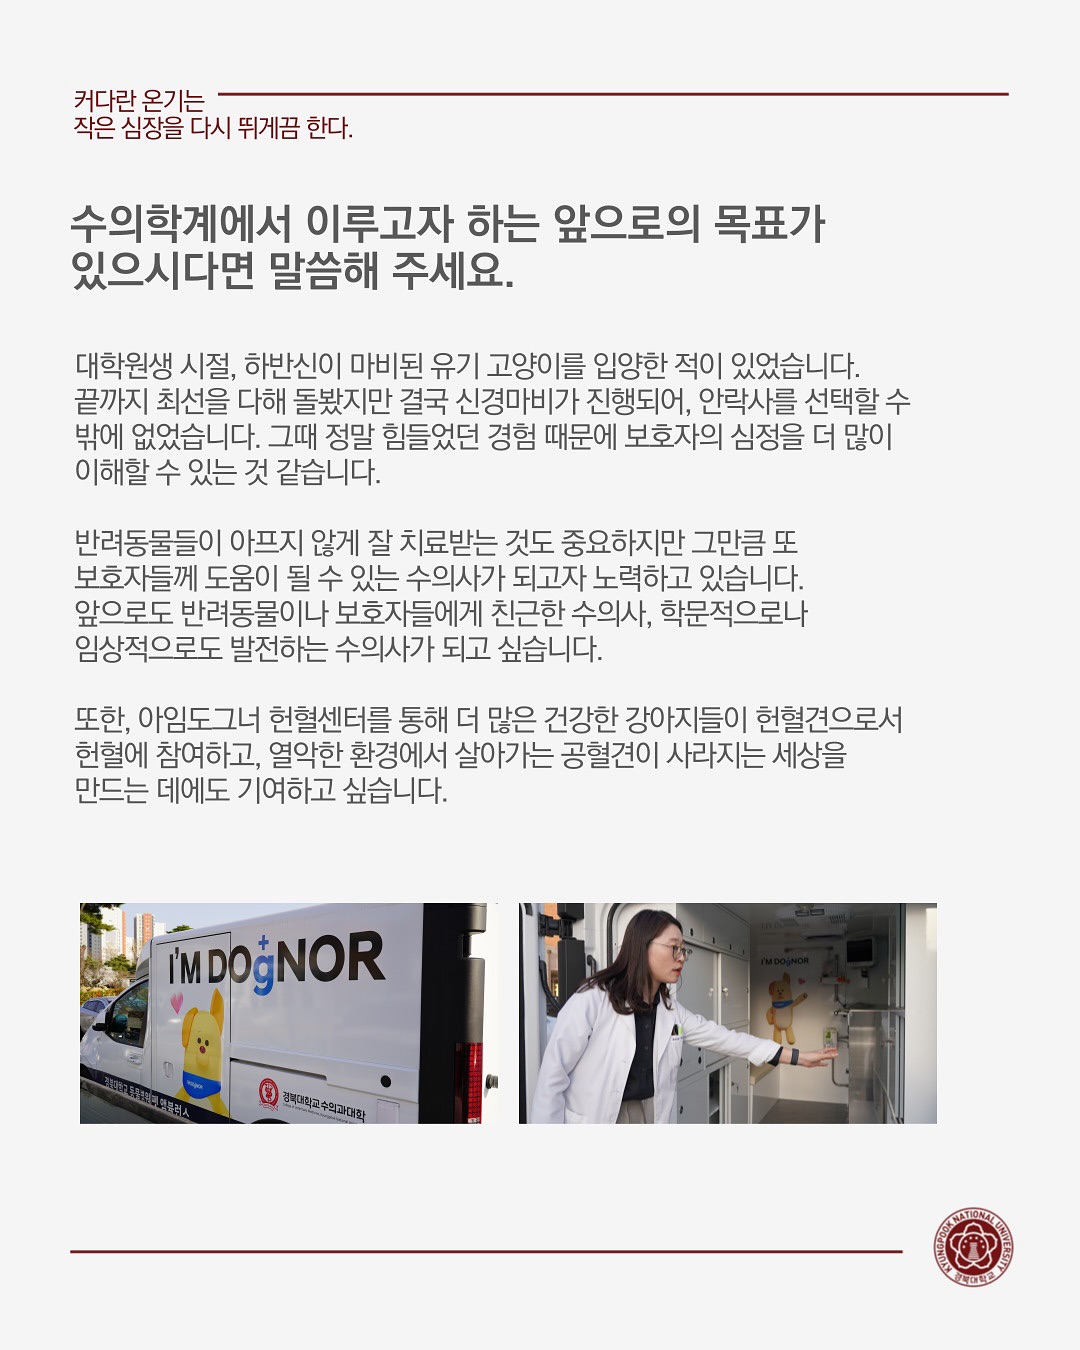 커다란 온기는
작은 심장을 다시 뛰게끔 한다.
수의학계에서 이루고자 하는 앞으로의 목표가
있으시다면 말씀해 주세요.
대학원생 시절, 하반신이 마비된 유기 고양이를 입양한 적이 있었습니다.
끝까지 최선을 다해 돌봤지만 결국 신경마비가 진행되어, 안락사를 선택할 수
밖에 없었습니다. 그때 정말 힘들었던 경험 때문에 보호자의 심정을 더 많이
이해할 수 있는 것 같습니다.
반려동물들이 아프지 않게 잘 치료받는 것도 중요하지만 그만큼 또
보호자들께 도움이 될 수 있는 수의사가 되고자 노력하고 있습니다.
앞으로도 반려동물이나 보호자들에게 친근한 수의사, 학문적으로나
임상적으로도 발전하는 수의사가 되고 싶습니다.
또한, 아임도그너 헌혈센터를 통해 더 많은 건강한 강아지들이 헌혈견으로서
헌혈에 참여하고, 열악한 환경에서 살아가는 공혈견이 사라지는 세상을
만드는 데에도 기여하고 싶습니다.
I'M DOgNOR
경북대학교 수의과대학
I'M DOgNOR
KYUNGPOOK NATIONAL UNIVERSITY
경북대학교